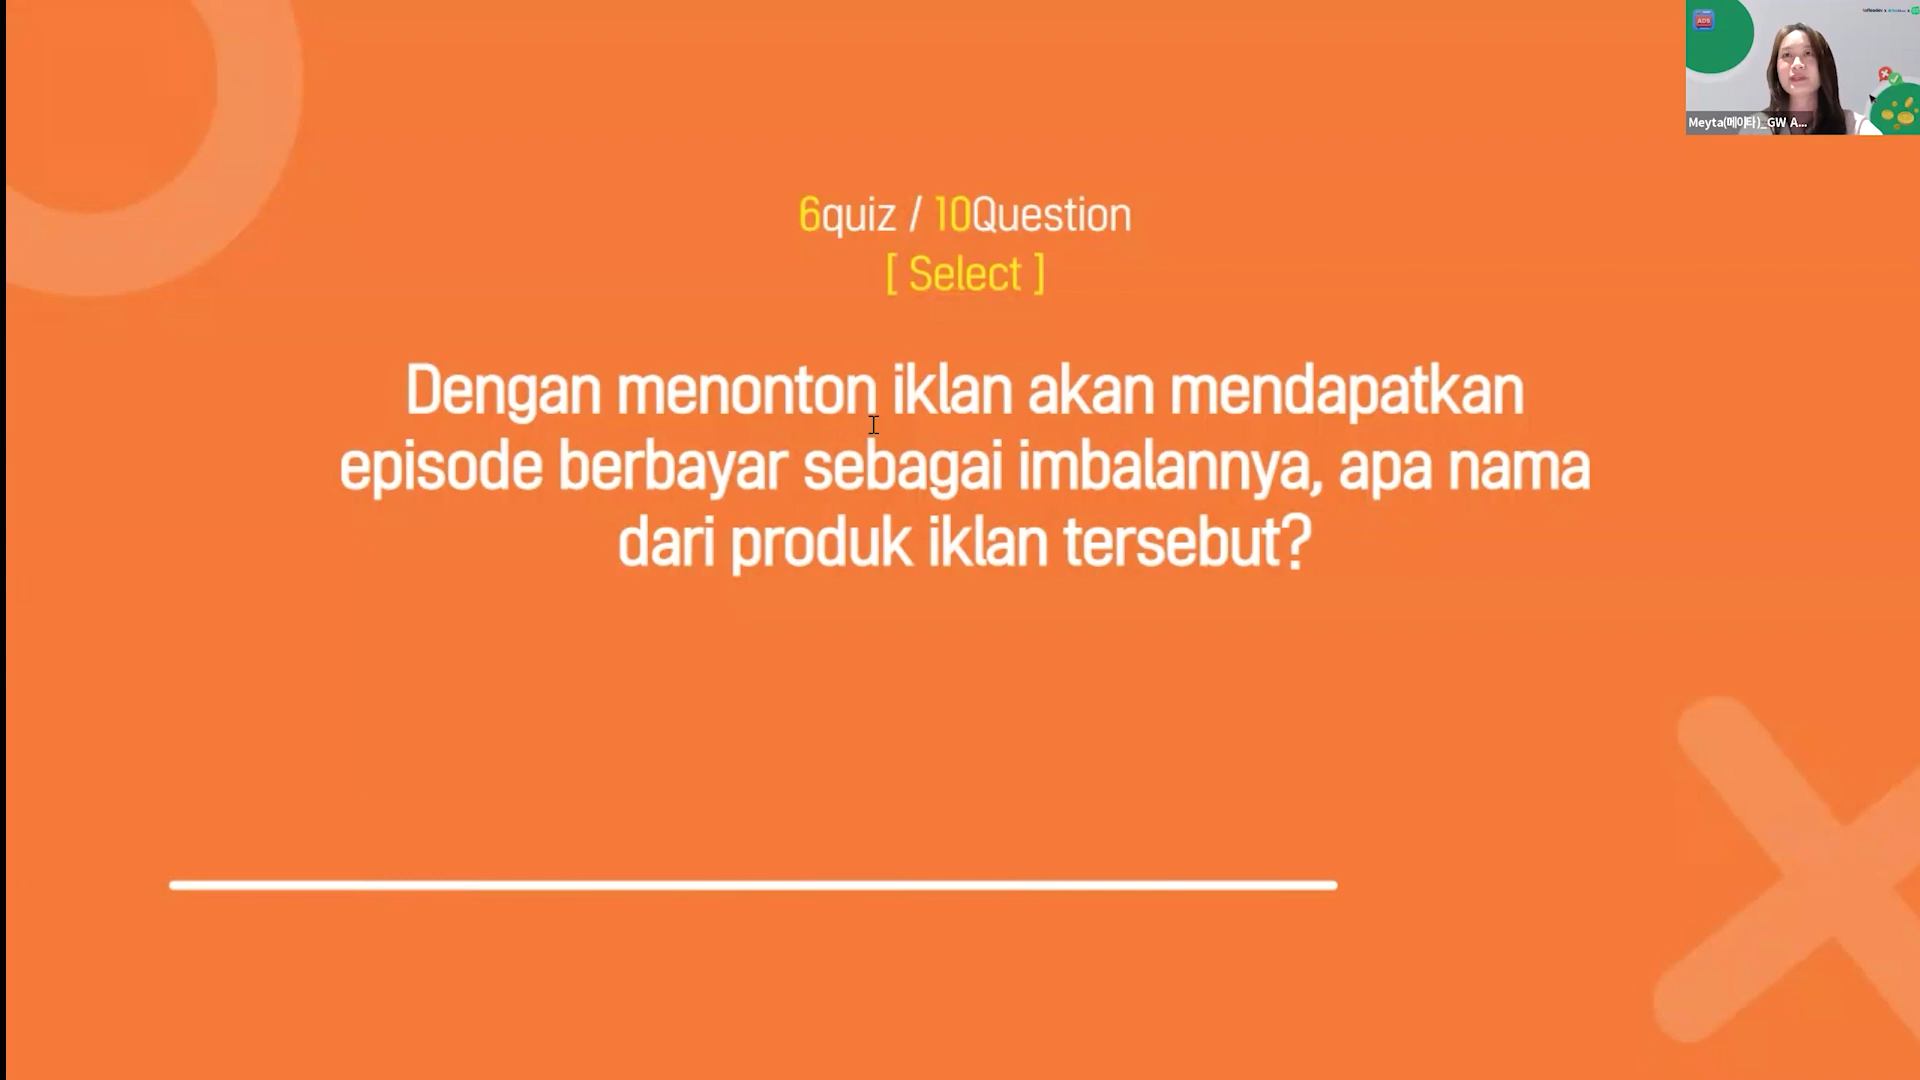 6quiz / 10Question
[ Select ]
Dengan menonton iklan akan mendapatkan
episode berbayar sebagai imbalannya, apa nama
dari produk iklan tersebut?
ADS
Meyta(메이타)_GW A...